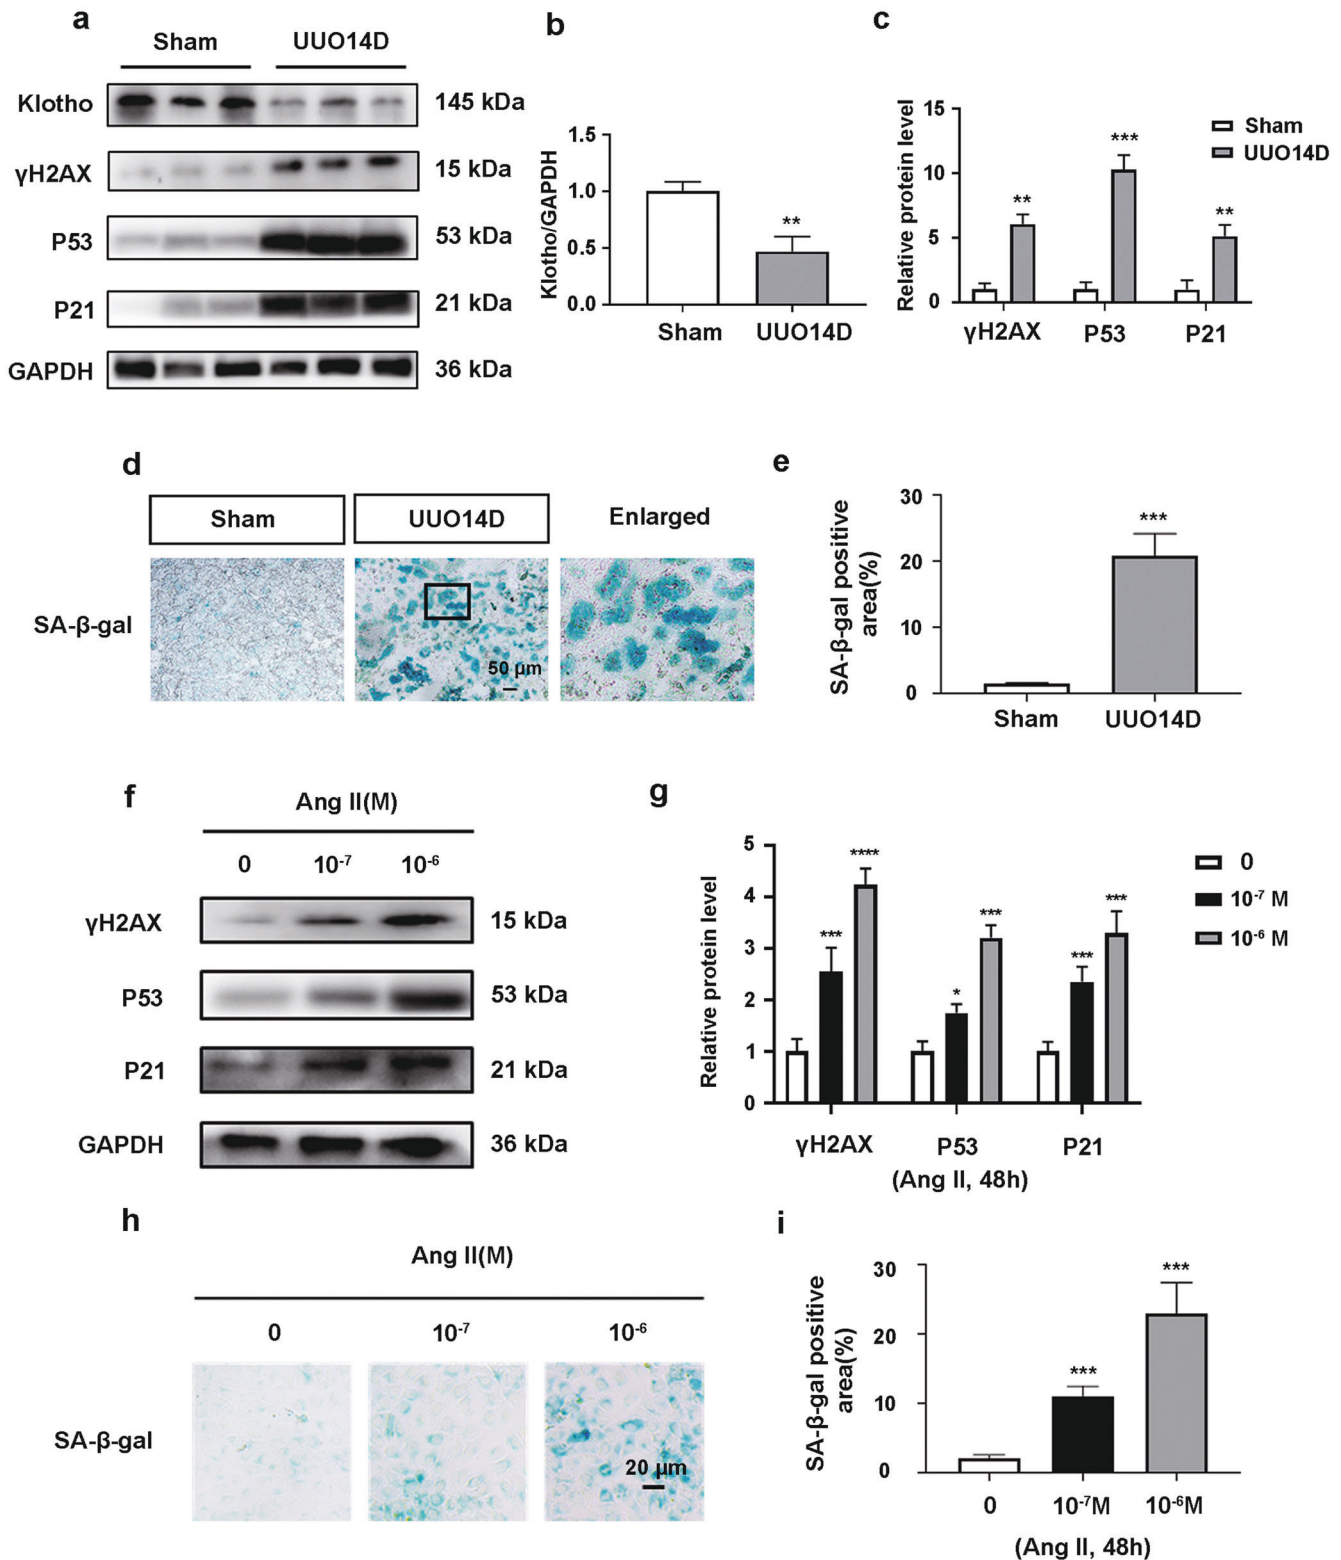 a
Sham UUO14D
Klotho 145 kDa
γH2AX 15 kDa
P53 53 kDa
P21 21 kDa
GAPDH 36 kDa
b
Klotho/GAPDH
1.5
1.0
0.5
0.0
**
Sham UUO14D
c
Relative protein level
15
10
5
0
** *** **
γH2AX P53 P21
Sham
UUO14D
d
Sham UUO14D Enlarged
SA-β-gal
50 μm
e
SA-β-gal positive
area(%)
30
20
10
0
***
Sham UUO14D
f
Ang II(M)
0 10⁻⁷ 10⁻⁶
γH2AX 15 kDa
P53 53 kDa
P21 21 kDa
GAPDH 36 kDa
g
Relative protein level
5
4
3
2
1
0
*** **** * *** *** ***
γH2AX P53 P21
(Ang II, 48h)
0
10⁻⁷ M
10⁻⁶ M
h
Ang II(M)
0 10⁻⁷ 10⁻⁶
SA-β-gal
20 μm
i
SA-β-gal positive
area(%)
30
20
10
0
*** ***
0 10⁻⁷M 10⁻⁶M
(Ang II, 48h)